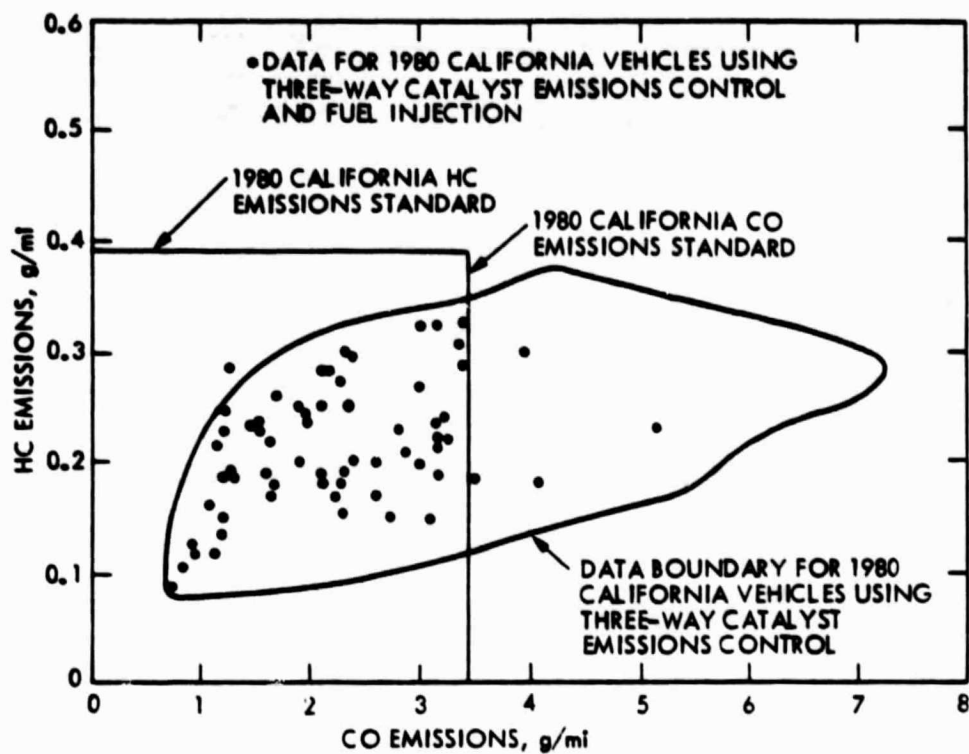 0.6
0.5
0.4
0.3
0.2
0.1
0
HC EMISSIONS, g/mi
• DATA FOR 1980 CALIFORNIA VEHICLES USING
THREE-WAY CATALYST EMISSIONS CONTROL
AND FUEL INJECTION
1980 CALIFORNIA HC
EMISSIONS STANDARD
1980 CALIFORNIA CO
EMISSIONS STANDARD
DATA BOUNDARY FOR 1980
CALIFORNIA VEHICLES USING
THREE-WAY CATALYST
EMISSIONS CONTROL
0 1 2 3 4 5 6 7 8
CO EMISSIONS, g/mi